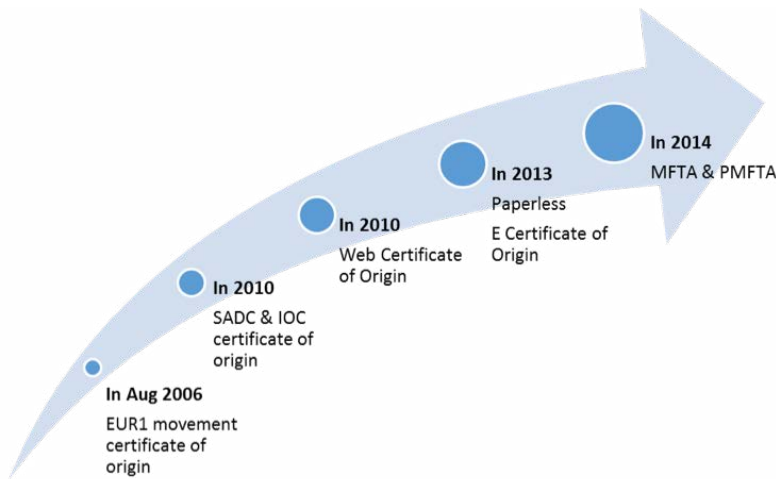 In Aug 2006
EUR1 movement
certificate of
origin
In 2010
SADC & IOC
certificate of
origin
In 2010
Web Certificate
of Origin
In 2013
Paperless
E Certificate of
Origin
In 2014
MFTA & PMFTA